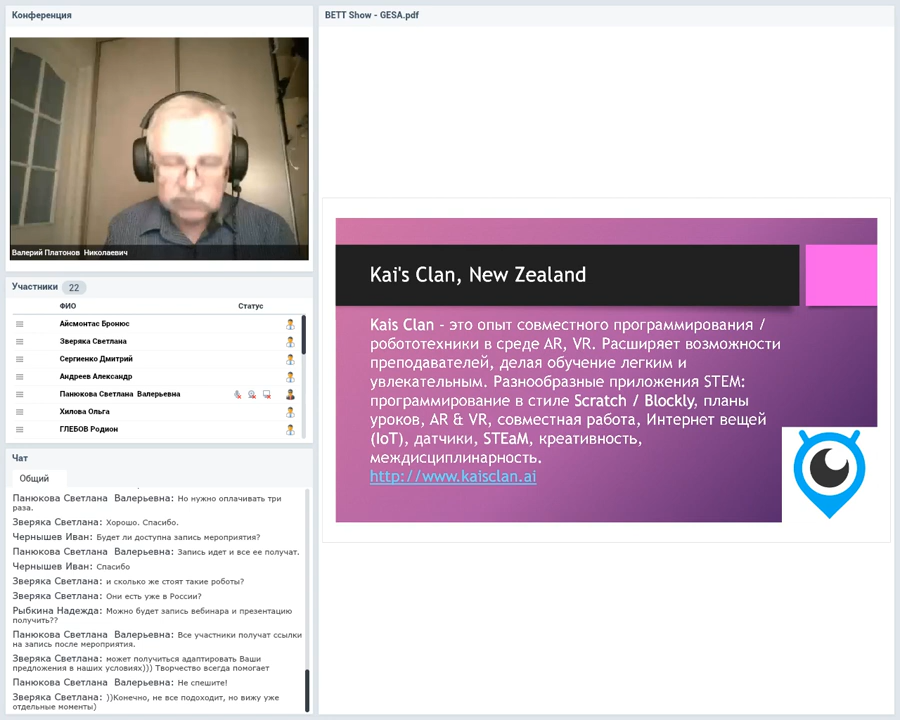 Конференция
Валерий Платонов Николаевич
Участники 22
ФИО Статус
Айсмонтас Бронюс
Зверяка Светлана
Сергиенко Дмитрий
Андреев Александр
Панюкова Светлана Валерьевна
Хилова Ольга
ГЛЕБОВ Родион
Чат
Общий
Панюкова Светлана Валерьевна: Но нужно оплачивать три
раза.
Зверяка Светлана: Хорошо. Спасибо.
Чернышев Иван: Будет ли доступна запись мероприятия?
Панюкова Светлана Валерьевна: Запись идет и все ее получат.
Чернышев Иван: Спасибо
Зверяка Светлана: и сколько же стоят такие роботы?
Зверяка Светлана: Они есть уже в России?
Рыбкина Надежда: Можно будет запись вебинара и презентацию
получить??
Панюкова Светлана Валерьевна: Все участники получат ссылки
на запись после мероприятия.
Зверяка Светлана: может получиться адаптировать Ваши
предложения в наших условиях))) Творчество всегда помогает
Панюкова Светлана Валерьевна: Не спешите!
Зверяка Светлана: ))Конечно, не все подоходит, но вижу уже
отдельные моменты)
BETT Show - GESA.pdf
Kai's Clan, New Zealand
Kais Clan - это опыт совместного программирования /
робототехники в среде AR, VR. Расширяет возможности
преподавателей, делая обучение легким и
увлекательным. Разнообразные приложения STEM:
программирование в стиле Scratch / Blockly, планы
уроков, AR & VR, совместная работа, Интернет вещей
(IoT), датчики, STEaM, креативность,
междисциплинарность.
http://www.kaisclan.ai